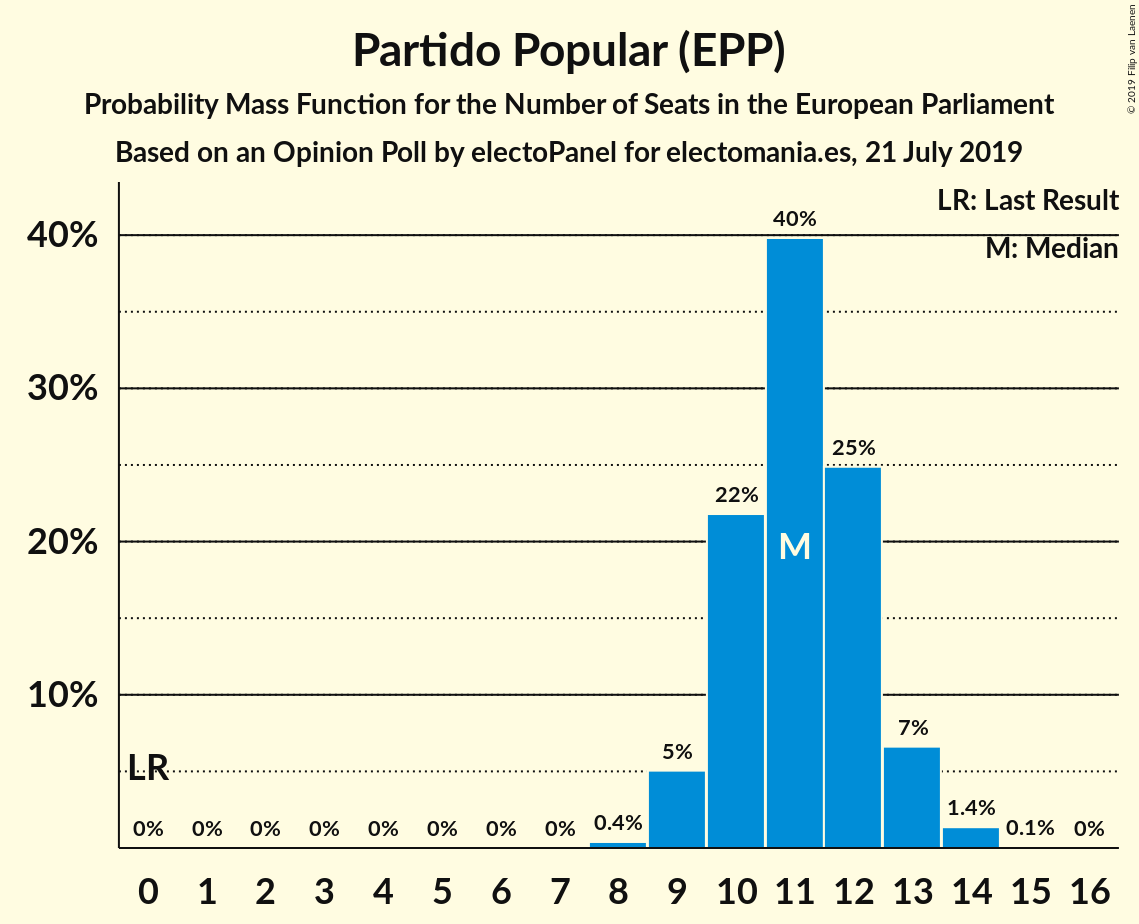 Partido Popular (EPP)
Probability Mass Function for the Number of Seats in the European Parliament
Based on an Opinion Poll by electoPanel for electomania.es, 21 July 2019
© 2019 Filip van Laenen
LR: Last Result
M: Median
40%
30%
20%
10%
40%
25%
22%
M
7%
5%
LR
1.4%
0% 0% 0% 0% 0% 0% 0% 0% 0.4% 0.1% 0%
0 1 2 3 4 5 6 7 8 9 10 11 12 13 14 15 16